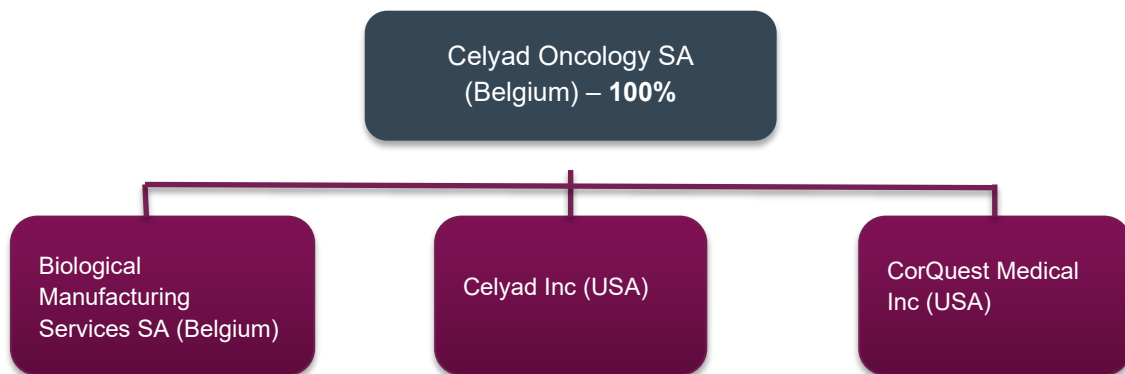 Celyad Oncology SA
(Belgium) – 100%
Biological
Manufacturing
Services SA (Belgium)
Celyad Inc (USA)
CorQuest Medical
Inc (USA)